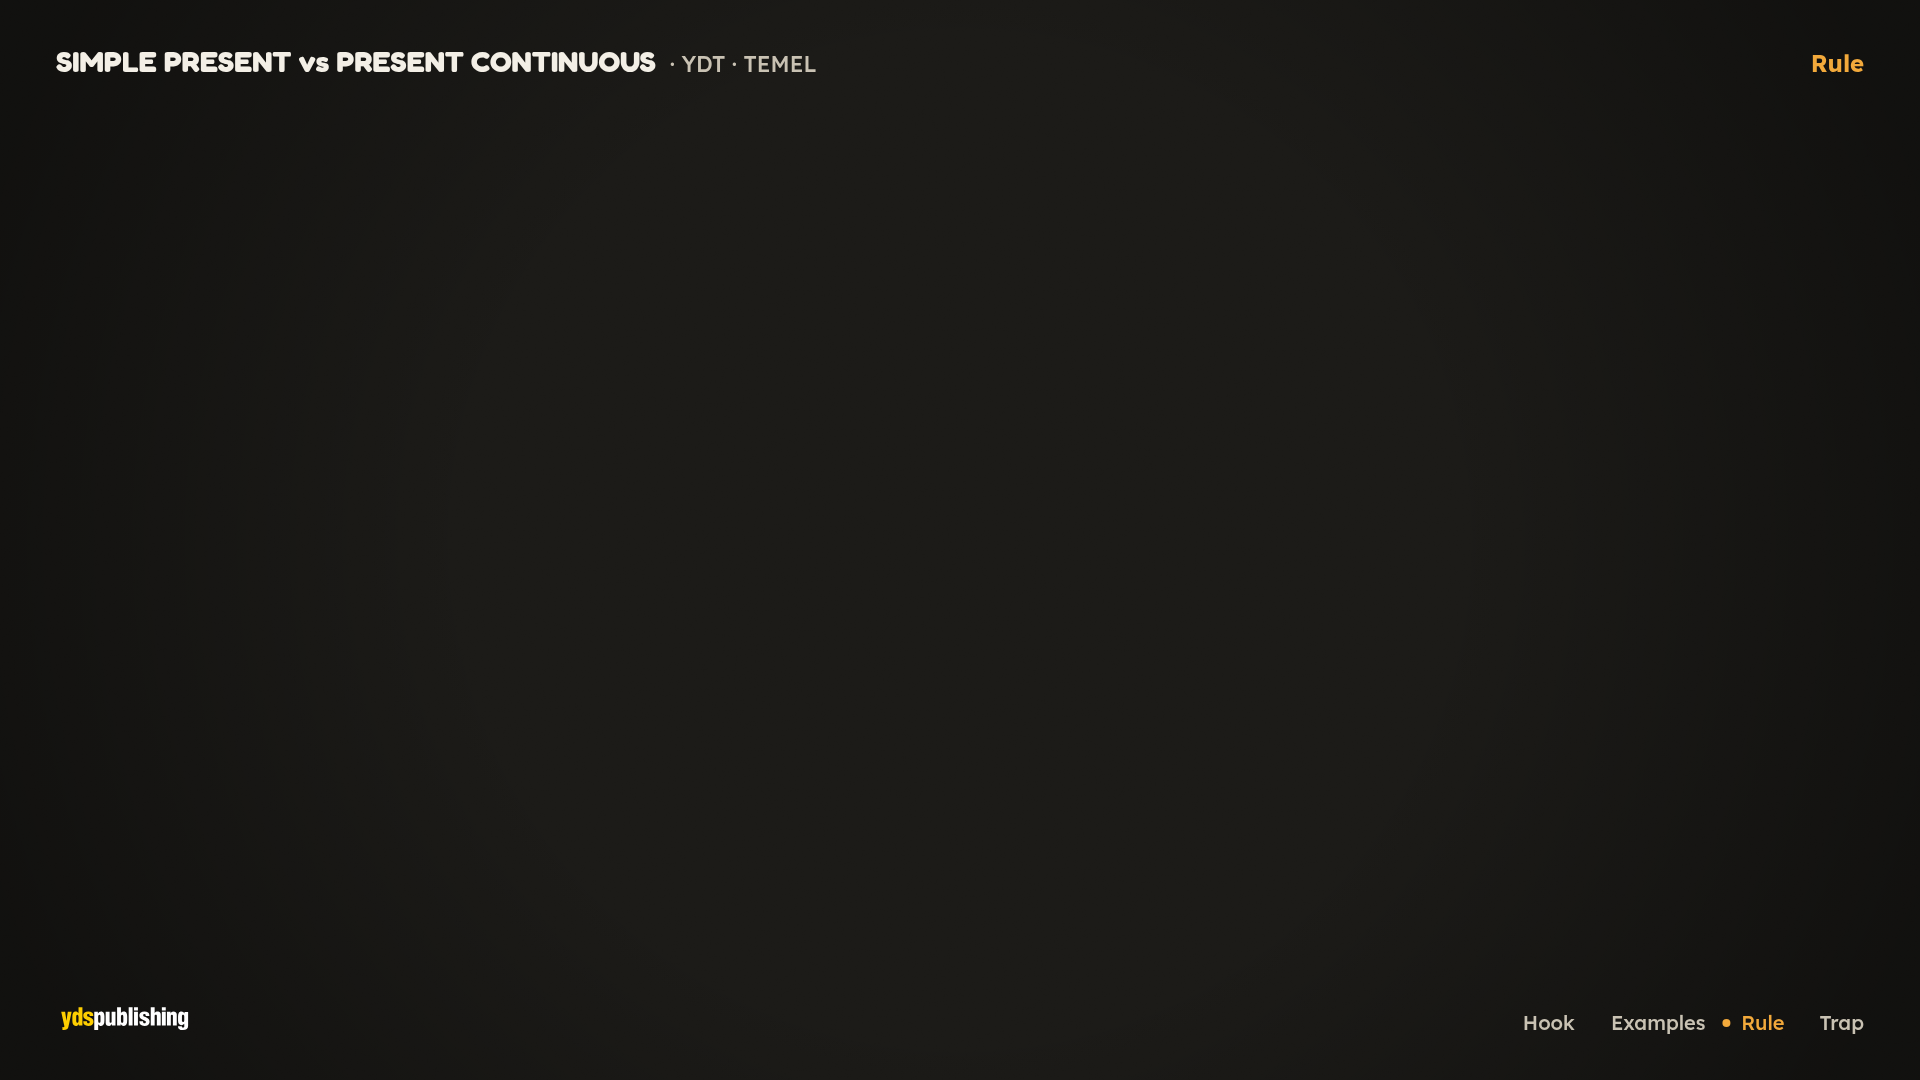 SIMPLE PRESENT vs PRESENT CONTINUOUS · YDT · TEMEL
Rule
ydspublishing
Hook Examples • Rule Trap